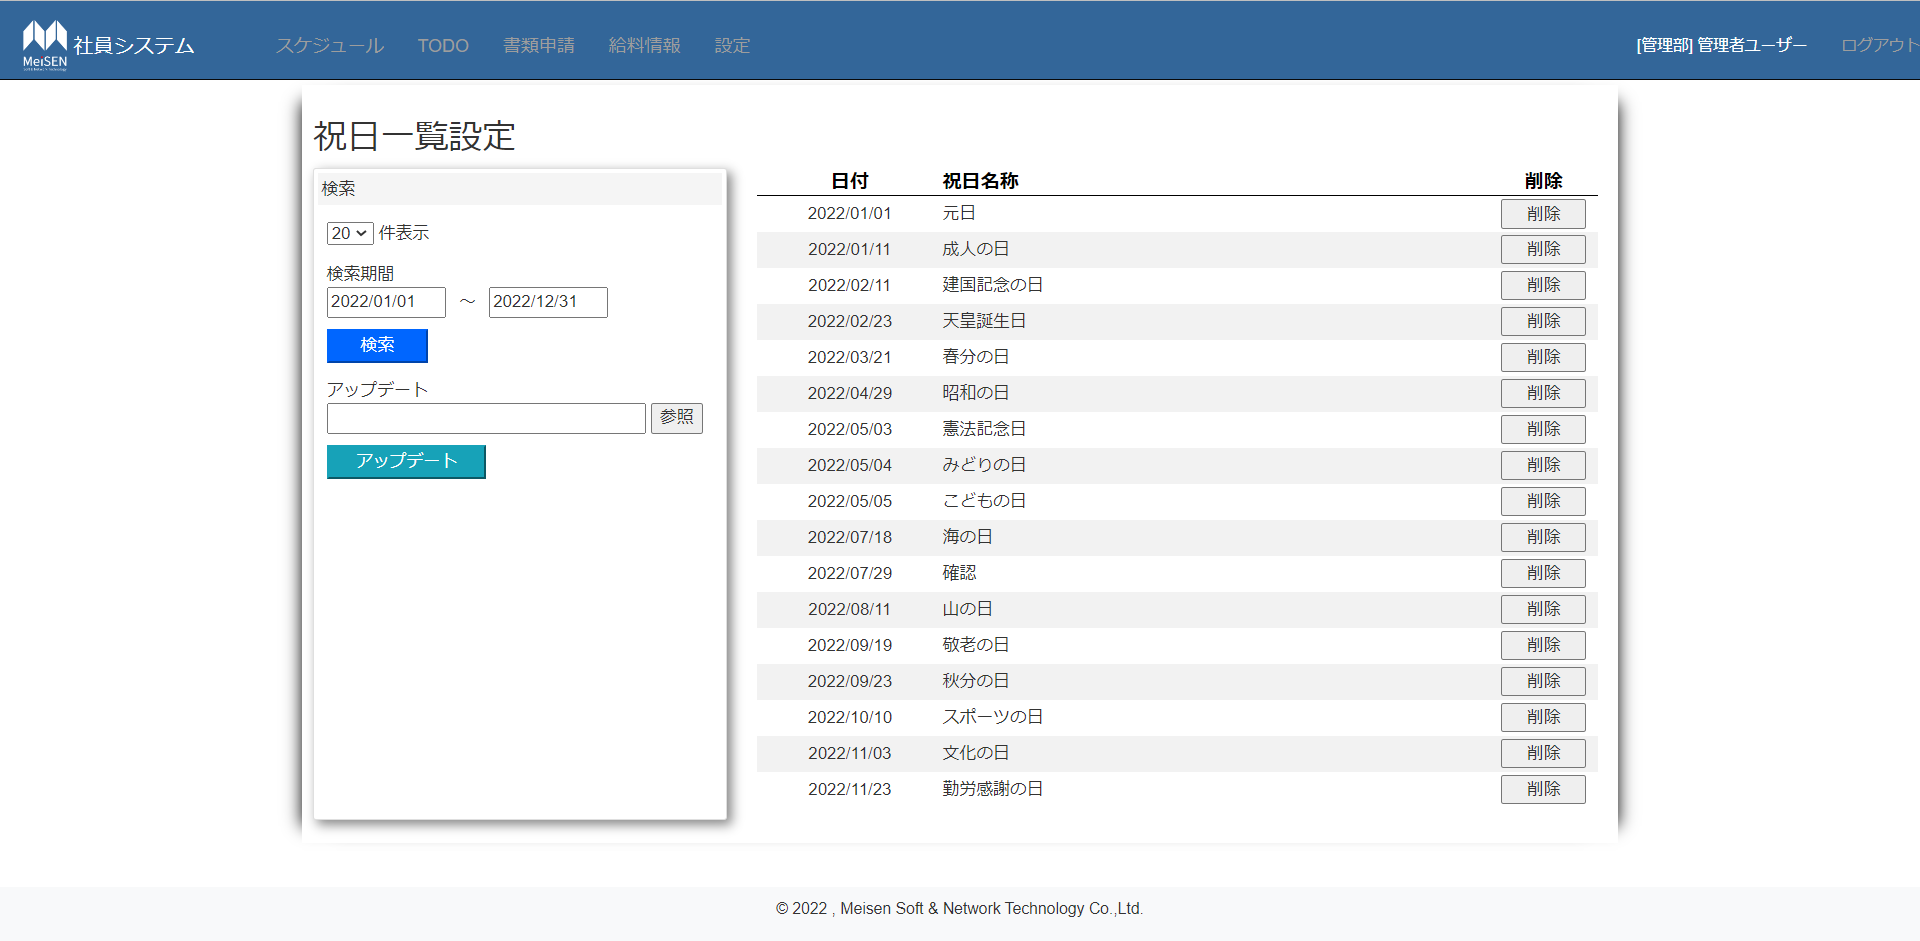 MeiSEN 社員システム スケジュール TODO 書類申請 給料情報 設定 [管理部] 管理者ユーザー ログアウト
祝日一覧設定
検索
20 件表示
検索期間
2022/01/01 ～ 2022/12/31
検索
アップデート
参照
アップデート
日付 祝日名称 削除
2022/01/01 元日 削除
2022/01/11 成人の日 削除
2022/02/11 建国記念の日 削除
2022/02/23 天皇誕生日 削除
2022/03/21 春分の日 削除
2022/04/29 昭和の日 削除
2022/05/03 憲法記念日 削除
2022/05/04 みどりの日 削除
2022/05/05 こどもの日 削除
2022/07/18 海の日 削除
2022/07/29 確認 削除
2022/08/11 山の日 削除
2022/09/19 敬老の日 削除
2022/09/23 秋分の日 削除
2022/10/10 スポーツの日 削除
2022/11/03 文化の日 削除
2022/11/23 勤労感謝の日 削除
© 2022 , Meisen Soft & Network Technology Co.,Ltd.